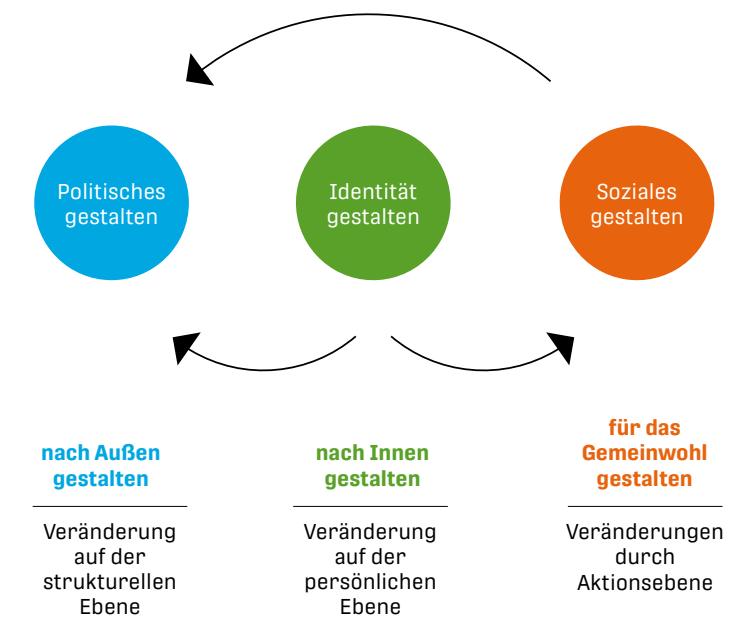 Politisches
gestalten
Identität
gestalten
Soziales
gestalten
nach Außen
gestalten
Veränderung
auf der
strukturellen
Ebene
nach Innen
gestalten
Veränderung
auf der
persönlichen
Ebene
für das
Gemeinwohl
gestalten
Veränderungen
durch
Aktionsebene